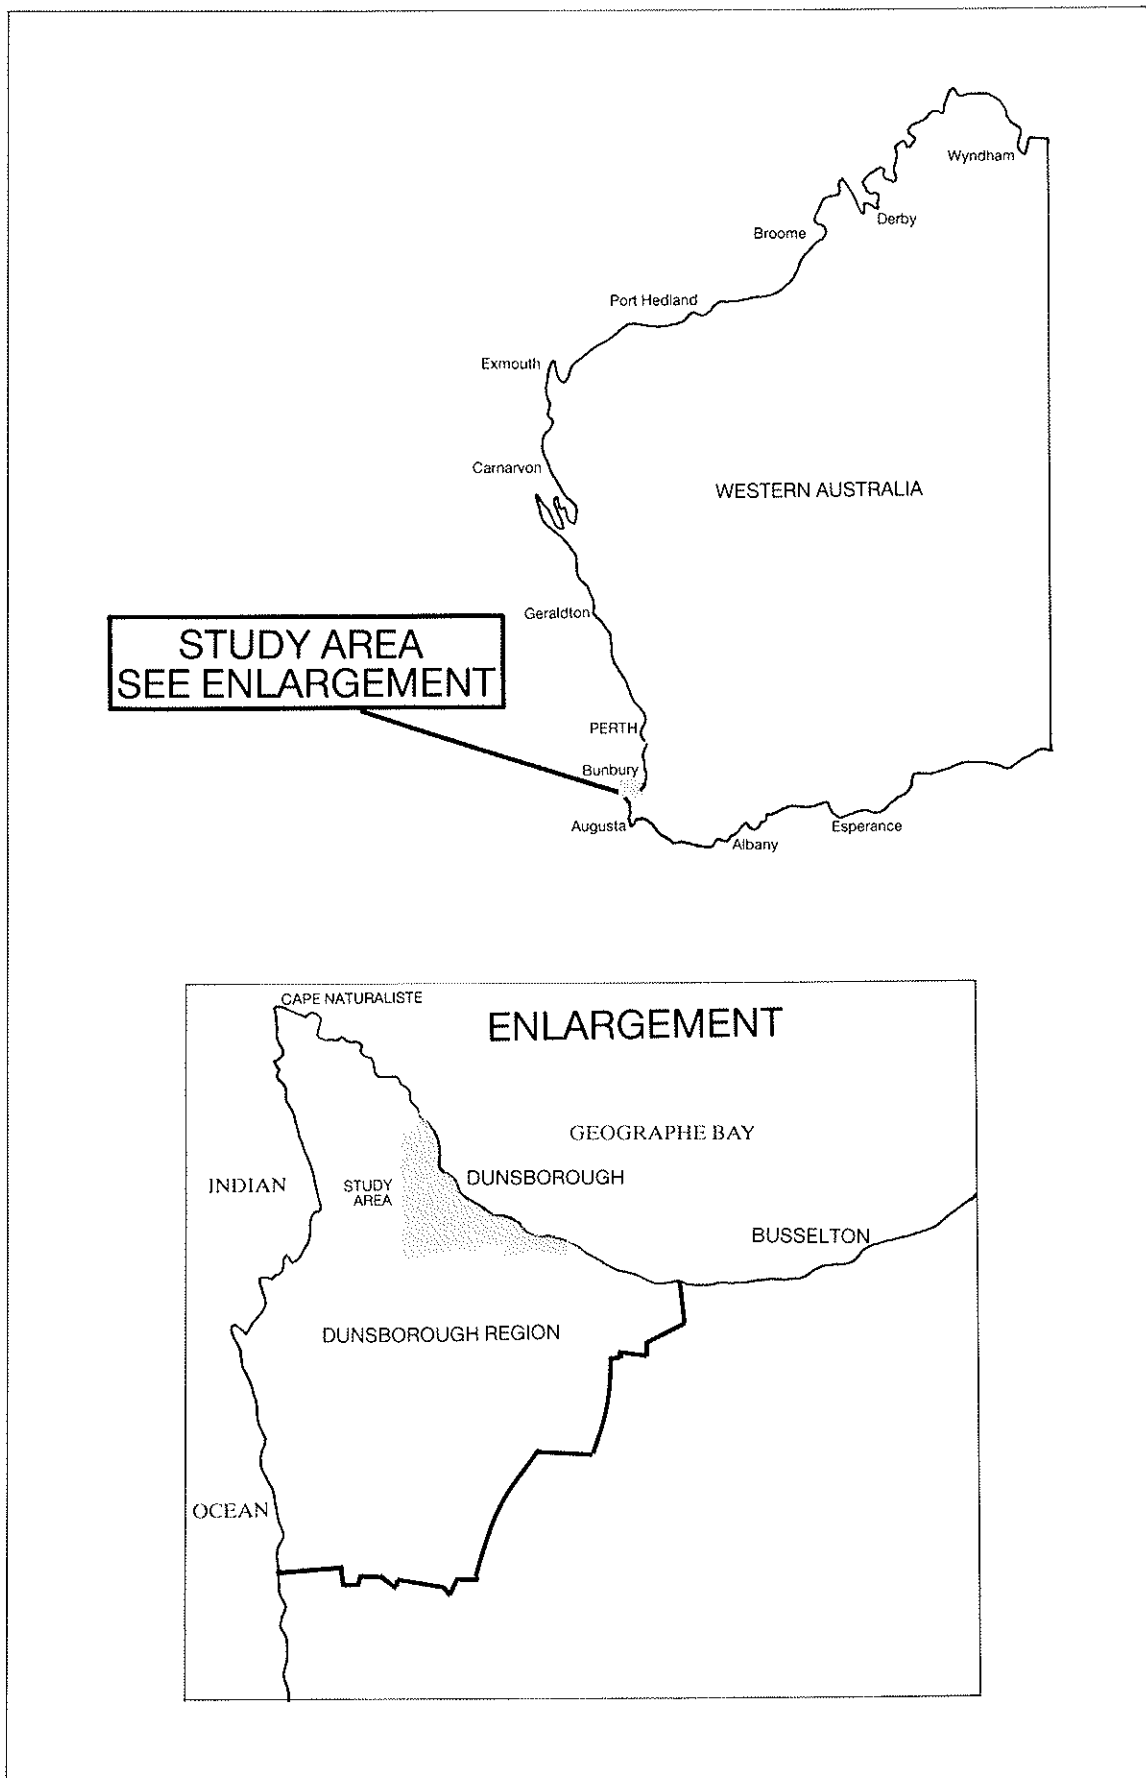 Wyndham
Derby
Broome
Port Hedland
Exmouth
Carnarvon
WESTERN AUSTRALIA
Geraldton
STUDY AREA
SEE ENLARGEMENT
PERTH
Bunbury
Augusta
Esperance
Albany
CAPE NATURALISTE
ENLARGEMENT
GEOGRAPHE BAY
INDIAN
STUDY
AREA
DUNSBOROUGH
BUSSELTON
DUNSBOROUGH REGION
OCEAN